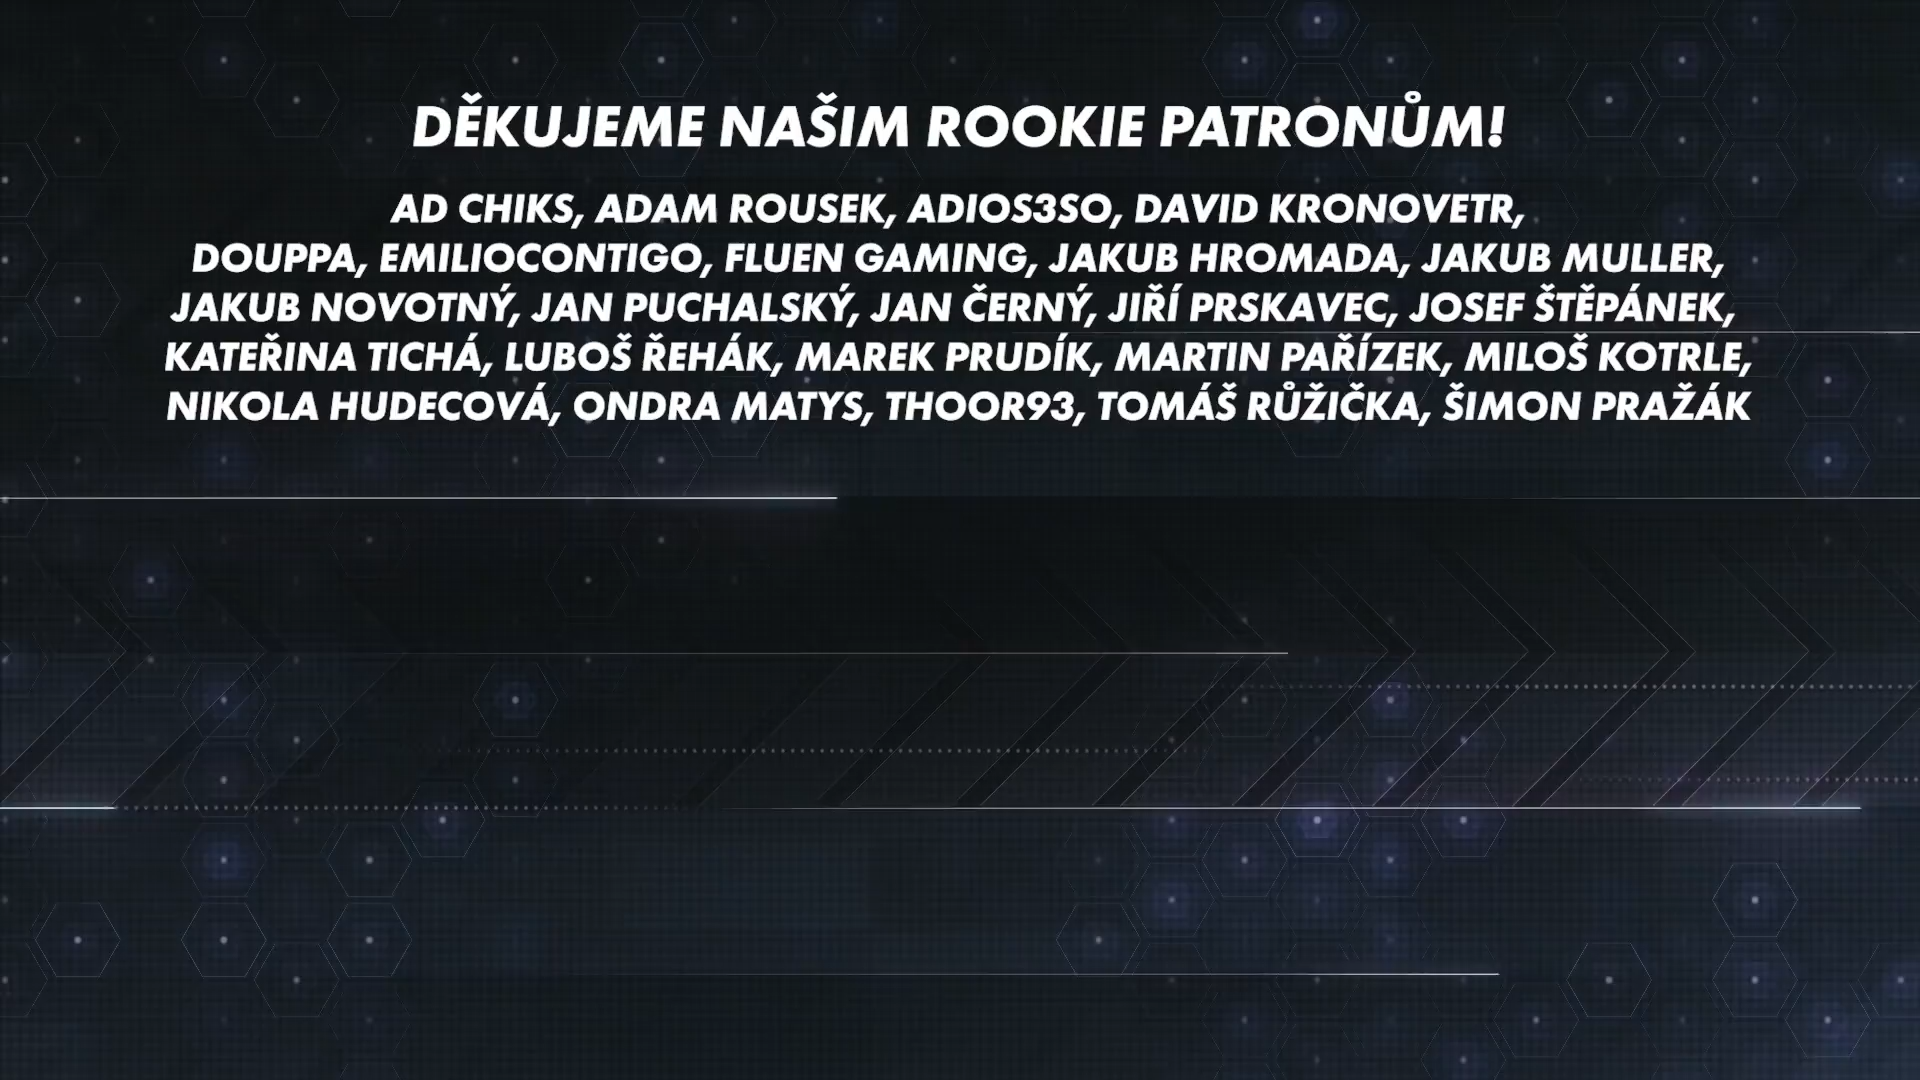 DĚKUJEME NAŠIM ROOKIE PATRONŮM!
AD CHIKS, ADAM ROUSEK, ADIOS3SO, DAVID KRONOVETR,
DOUPPA, EMILIOCONTIGO, FLUEN GAMING, JAKUB HROMADA, JAKUB MULLER,
JAKUB NOVOTNÝ, JAN PUCHALSKÝ, JAN ČERNÝ, JIŘÍ PRSKAVEC, JOSEF ŠTĚPÁNEK,
KATEŘINA TICHÁ, LUBOŠ ŘEHÁK, MAREK PRUDÍK, MARTIN PAŘÍZEK, MILOŠ KOTRLE,
NIKOLA HUDECOVÁ, ONDRA MATYS, THOOR93, TOMÁŠ RŮŽIČKA, ŠIMON PRAŽÁK